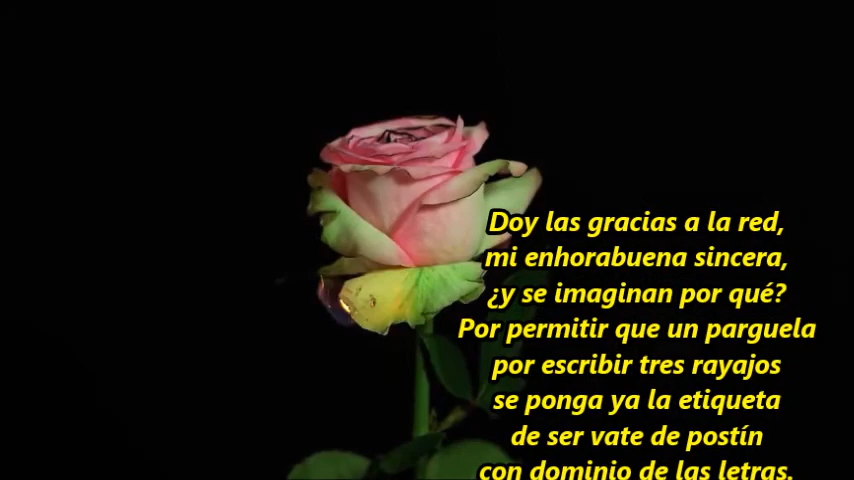 Doy las gracias a la red,
mi enhorabuena sincera,
¿y se imaginan por qué?
Por permitir que un parguela
por escribir tres rayajos
se ponga ya la etiqueta
de ser vate de postín
con dominio de las letras.